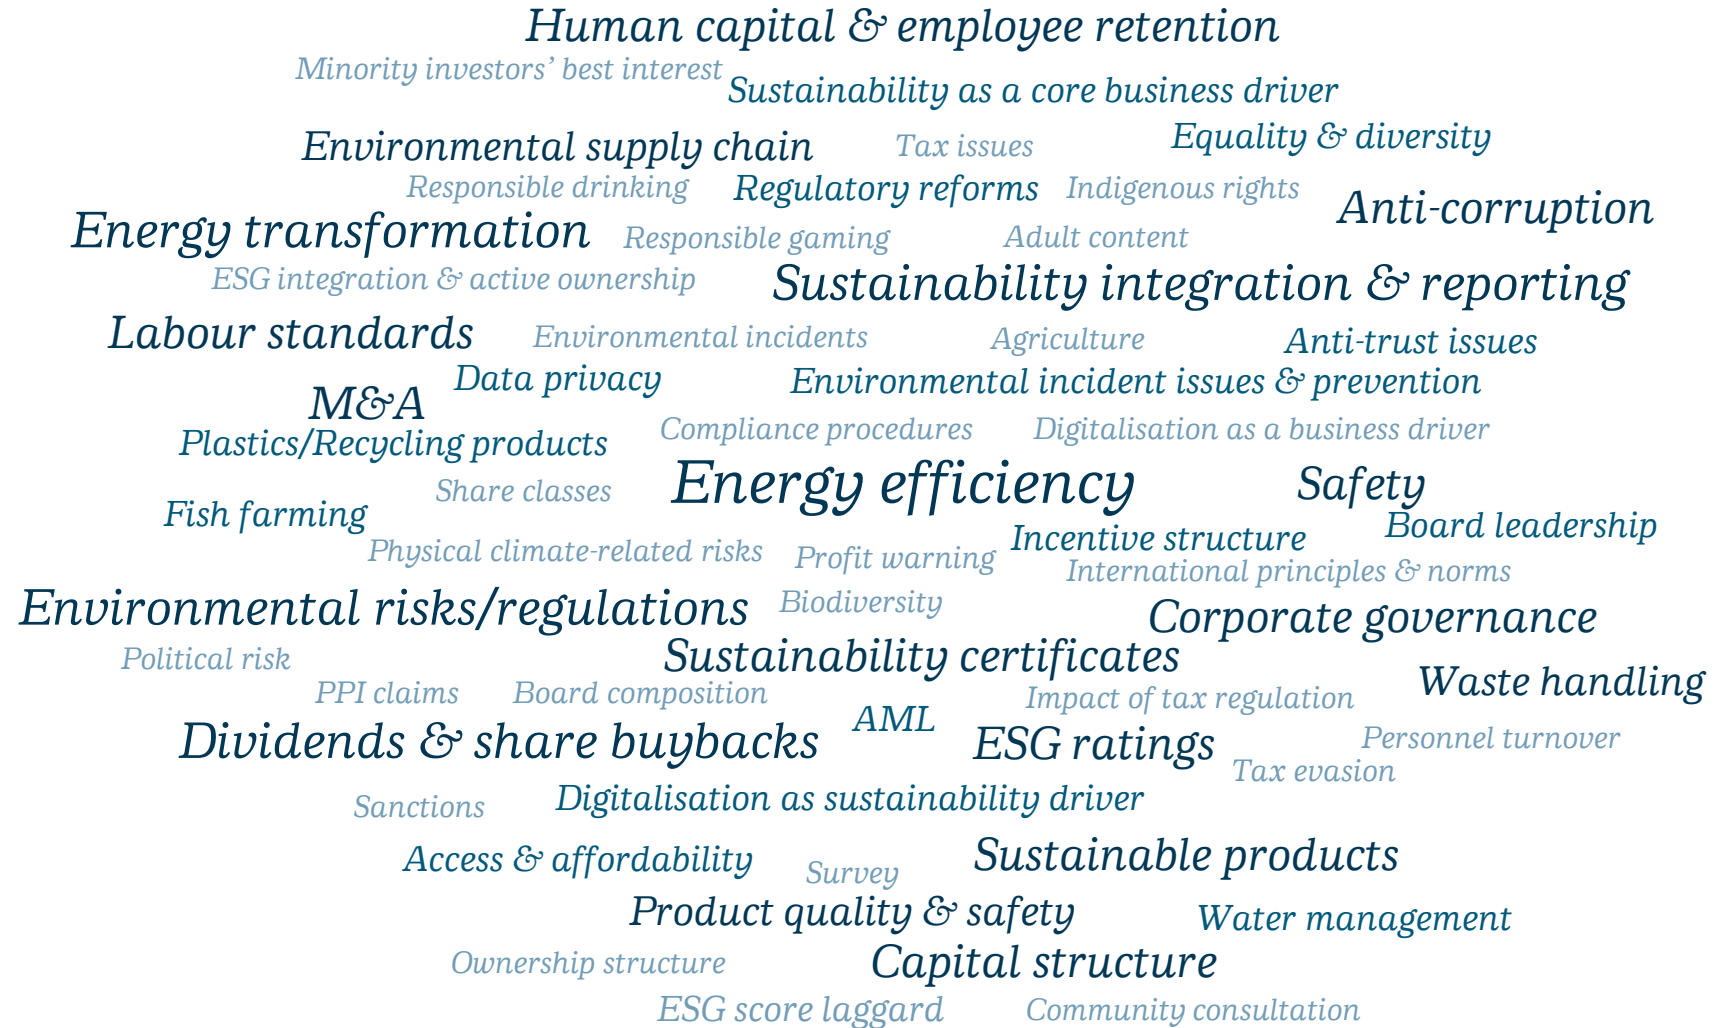 Human capital & employee retention
Minority investors’ best interest
Sustainability as a core business driver
Environmental supply chain
Tax issues
Equality & diversity
Responsible drinking
Regulatory reforms
Indigenous rights
Anti-corruption
Energy transformation
Responsible gaming
Adult content
ESG integration & active ownership
Sustainability integration & reporting
Labour standards
Environmental incidents
Agriculture
Anti-trust issues
Data privacy
Environmental incident issues & prevention
M&A
Plastics/Recycling products
Compliance procedures
Digitalisation as a business driver
Energy efficiency
Safety
Share classes
Fish farming
Board leadership
Incentive structure
Physical climate-related risks
Profit warning
International principles & norms
Environmental risks/regulations
Biodiversity
Corporate governance
Political risk
Sustainability certificates
Waste handling
PPI claims
Board composition
Impact of tax regulation
AML
Dividends & share buybacks
ESG ratings
Personnel turnover
Tax evasion
Sanctions
Digitalisation as sustainability driver
Access & affordability
Survey
Sustainable products
Product quality & safety
Water management
Ownership structure
Capital structure
ESG score laggard
Community consultation